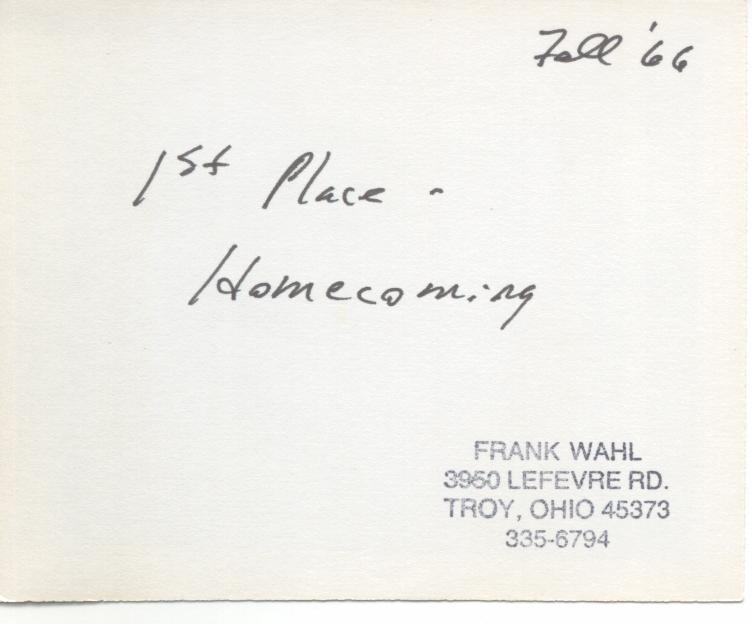 Fall '66
1st Place -
Homecoming
FRANK WAHL
3960 LEFEVRE RD.
TROY, OHIO 45373
335-6794